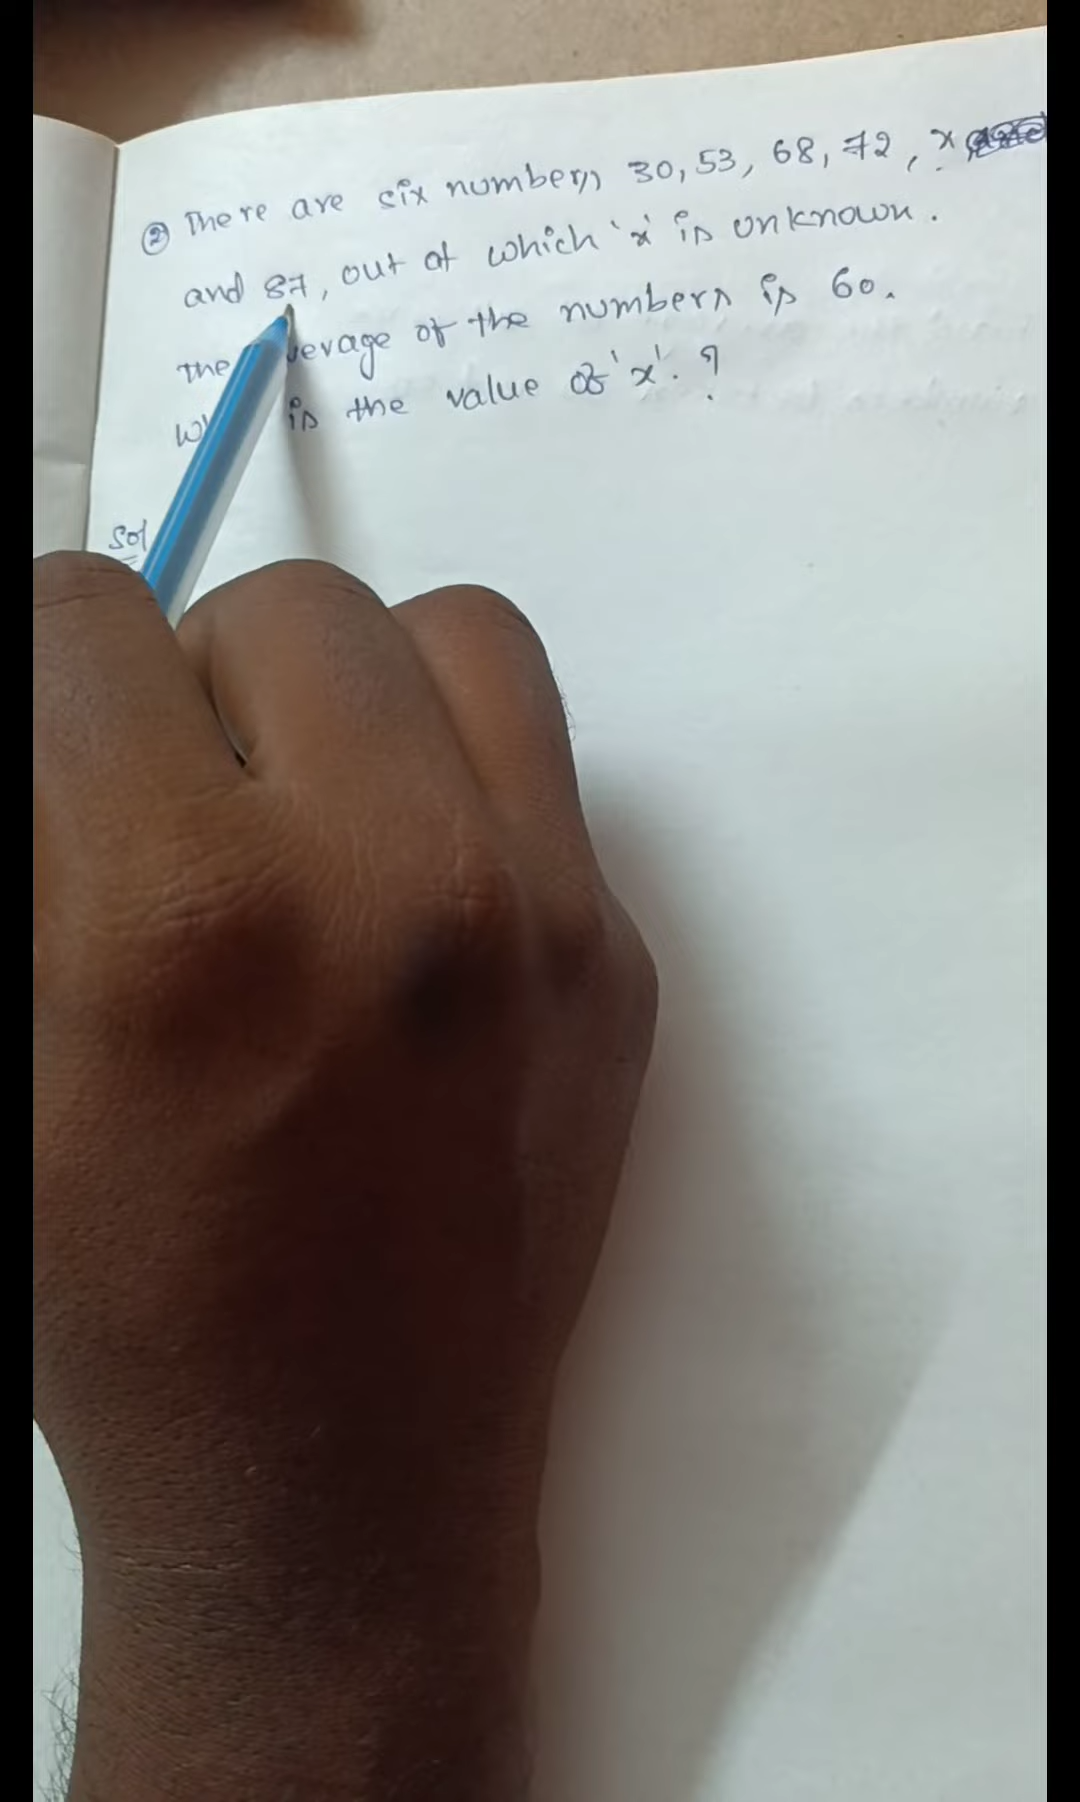 ② There are six numbers 30, 53, 68, 72, x
and 87, out of which 'x' is unknown.
The verage of the numbers is 60.
is the value of 'x'. ?
Sol